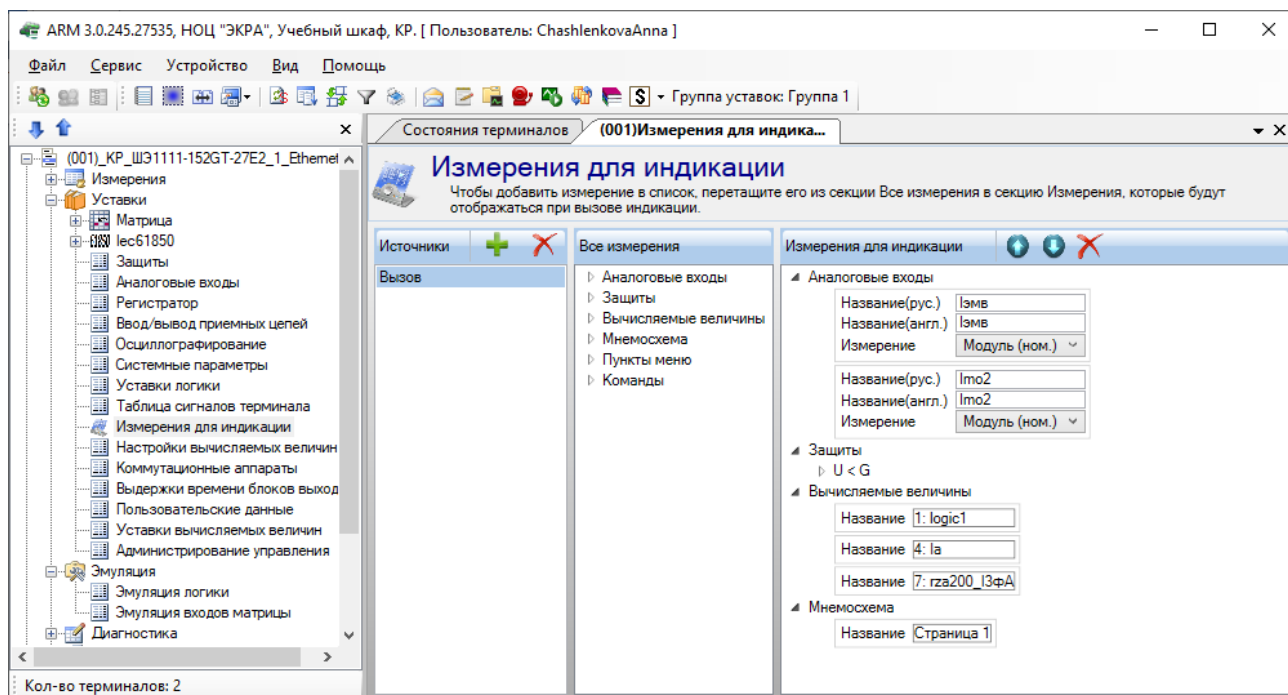 ARM 3.0.245.27535, НОЦ "ЭКРА", Учебный шкаф, КР. [ Пользователь: ChashlenkovaAnna ]
Файл Сервис Устройство Вид Помощь
S Группа уставок: Группа 1
Состояния терминалов (001)Измерения для индика...
(001)_КР_ШЭ1111-152GT-27E2_1_Ethernet
Измерения
Уставки
Матрица
Iec61850
Защиты
Аналоговые входы
Регистратор
Ввод/вывод приемных цепей
Осциллографирование
Системные параметры
Уставки логики
Таблица сигналов терминала
Измерения для индикации
Настройки вычисляемых величин
Коммутационные аппараты
Выдержки времени блоков выход
Пользовательские данные
Уставки вычисляемых величин
Администрирование управления
Эмуляция
Эмуляция логики
Эмуляция входов матрицы
Диагностика
Кол-во терминалов: 2
Измерения для индикации
Чтобы добавить измерение в список, перетащите его из секции Все измерения в секцию Измерения, которые будут
отображаться при вызове индикации.
Источники
Вызов
Все измерения
Аналоговые входы
Защиты
Вычисляемые величины
Мнемосхема
Пункты меню
Команды
Измерения для индикации
Аналоговые входы
Название(рус.) Iэмв
Название(англ.) Iэмв
Измерение Модуль (ном.)
Название(рус.) Imo2
Название(англ.) Imo2
Измерение Модуль (ном.)
Защиты
U < G
Вычисляемые величины
Название 1: logic1
Название 4: Ia
Название 7: rza200_I3фА
Мнемосхема
Название Страница 1